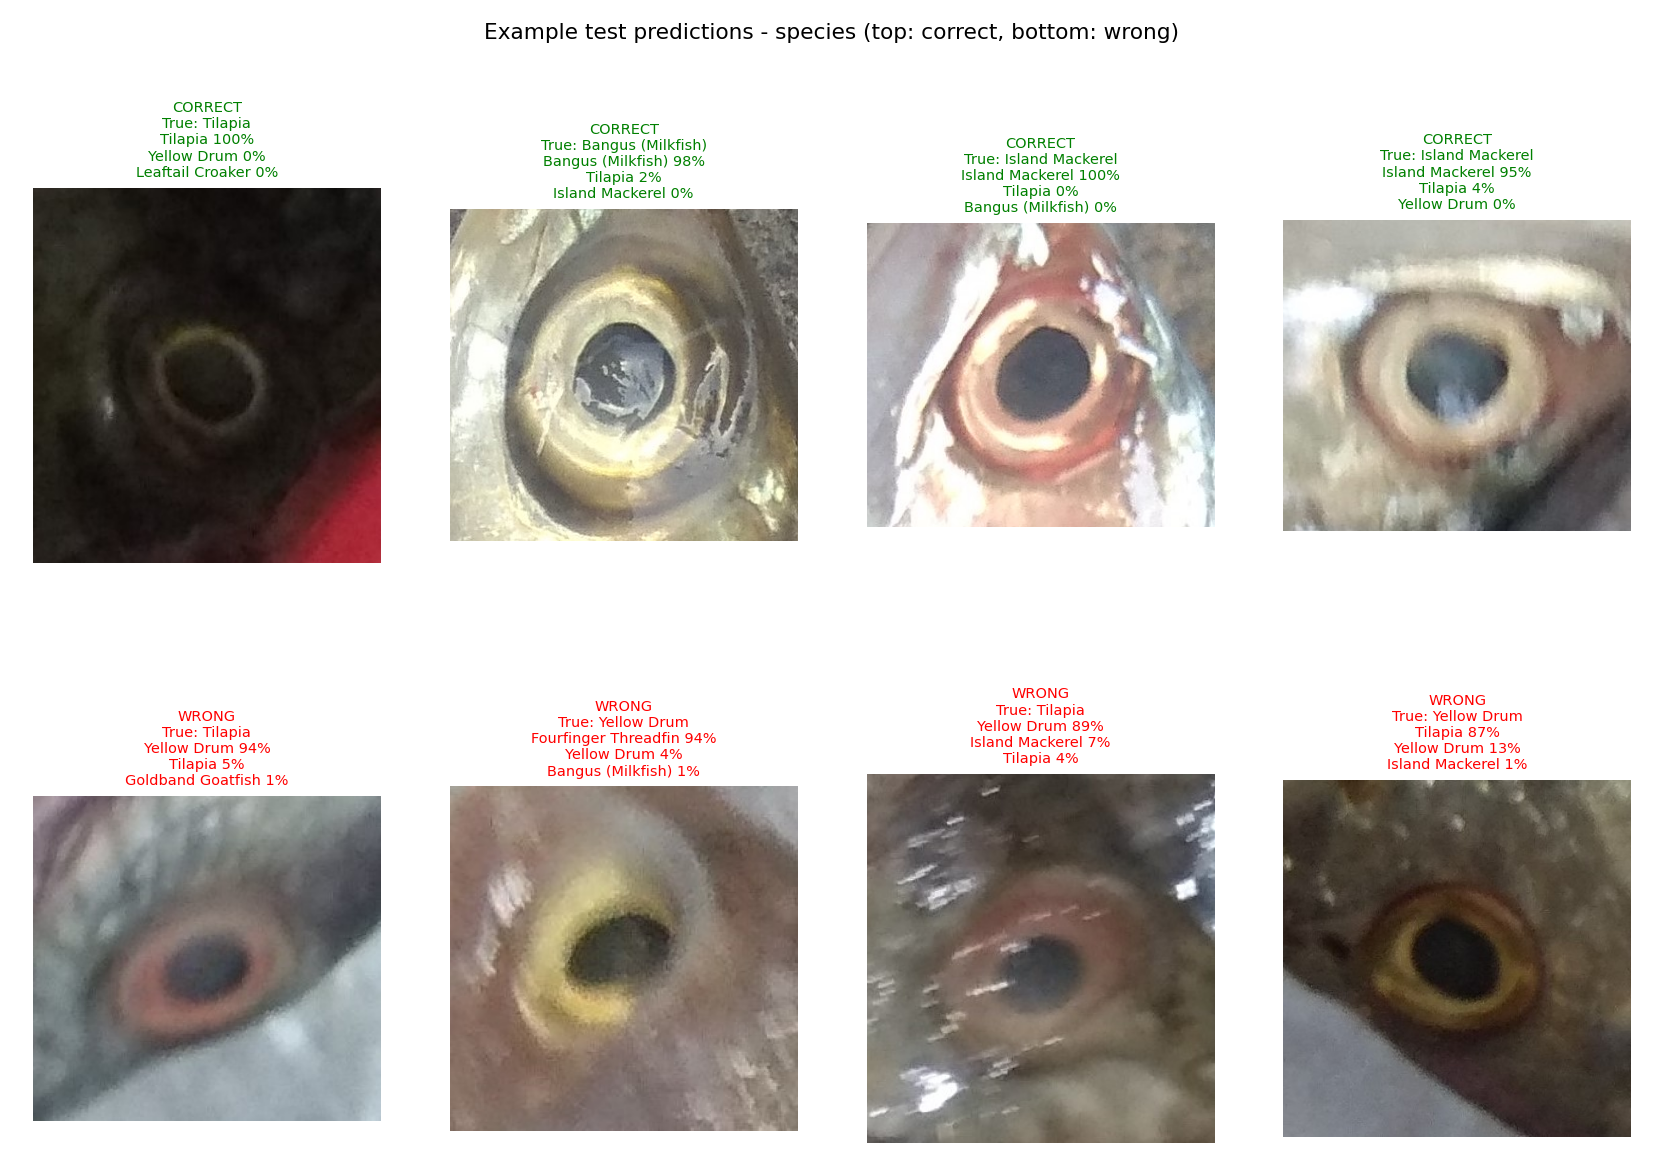 Example test predictions - species (top: correct, bottom: wrong)
CORRECT
True: Tilapia
Tilapia 100%
Yellow Drum 0%
Leaftail Croaker 0%
CORRECT
True: Bangus (Milkfish)
Bangus (Milkfish) 98%
Tilapia 2%
Island Mackerel 0%
CORRECT
True: Island Mackerel
Island Mackerel 100%
Tilapia 0%
Bangus (Milkfish) 0%
CORRECT
True: Island Mackerel
Island Mackerel 95%
Tilapia 4%
Yellow Drum 0%
WRONG
True: Tilapia
Yellow Drum 94%
Tilapia 5%
Goldband Goatfish 1%
WRONG
True: Yellow Drum
Fourfinger Threadfin 94%
Yellow Drum 4%
Bangus (Milkfish) 1%
WRONG
True: Tilapia
Yellow Drum 89%
Island Mackerel 7%
Tilapia 4%
WRONG
True: Yellow Drum
Tilapia 87%
Yellow Drum 13%
Island Mackerel 1%